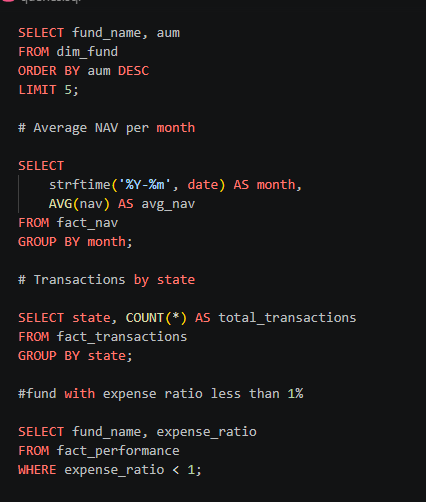 SELECT fund_name, aum
FROM dim_fund
ORDER BY aum DESC
LIMIT 5;
# Average NAV per month
SELECT
strftime('%Y-%m', date) AS month,
AVG(nav) AS avg_nav
FROM fact_nav
GROUP BY month;
# Transactions by state
SELECT state, COUNT(*) AS total_transactions
FROM fact_transactions
GROUP BY state;
#fund with expense ratio less than 1%
SELECT fund_name, expense_ratio
FROM fact_performance
WHERE expense_ratio < 1;